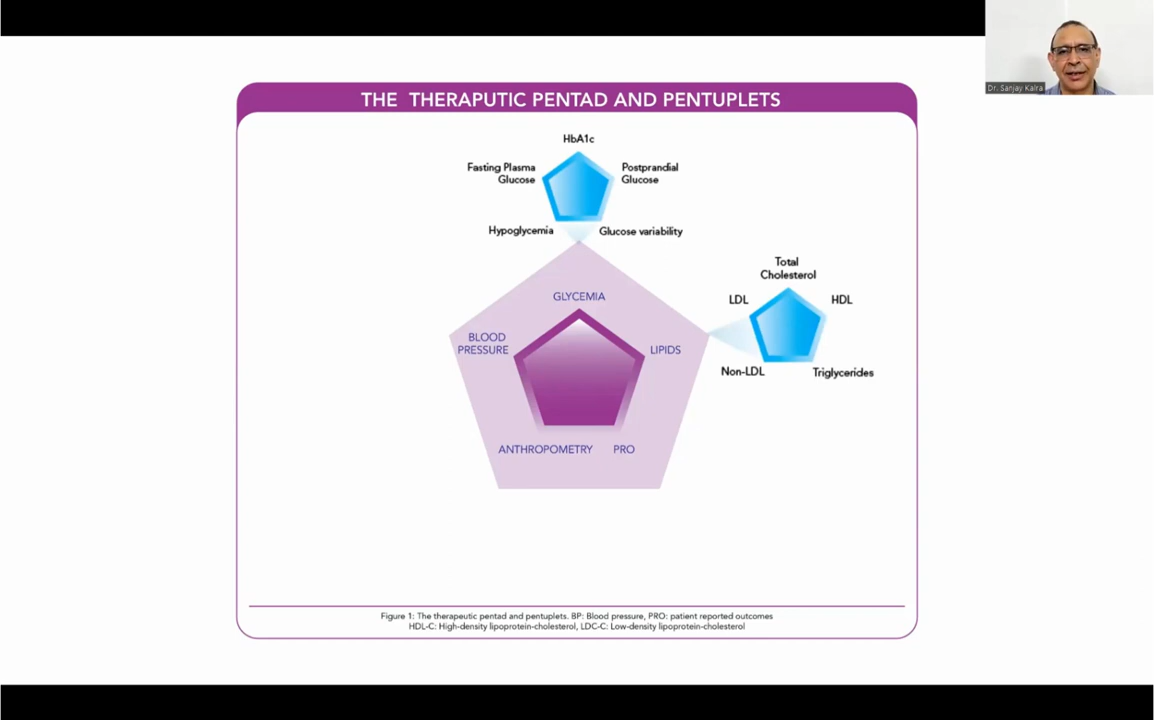 Dr. Sanjay Kalra
THE THERAPUTIC PENTAD AND PENTUPLETS
HbA1c
Fasting Plasma
Glucose
Postprandial
Glucose
Hypoglycemia
Glucose variability
Total
Cholesterol
LDL
HDL
Non-LDL
Triglycerides
GLYCEMIA
BLOOD
PRESSURE
LIPIDS
ANTHROPOMETRY
PRO
Figure 1: The therapeutic pentad and pentuplets. BP: Blood pressure, PRO: patient reported outcomes
HDL-C: High-density lipoprotein-cholesterol, LDC-C: Low-density lipoprotein-cholesterol